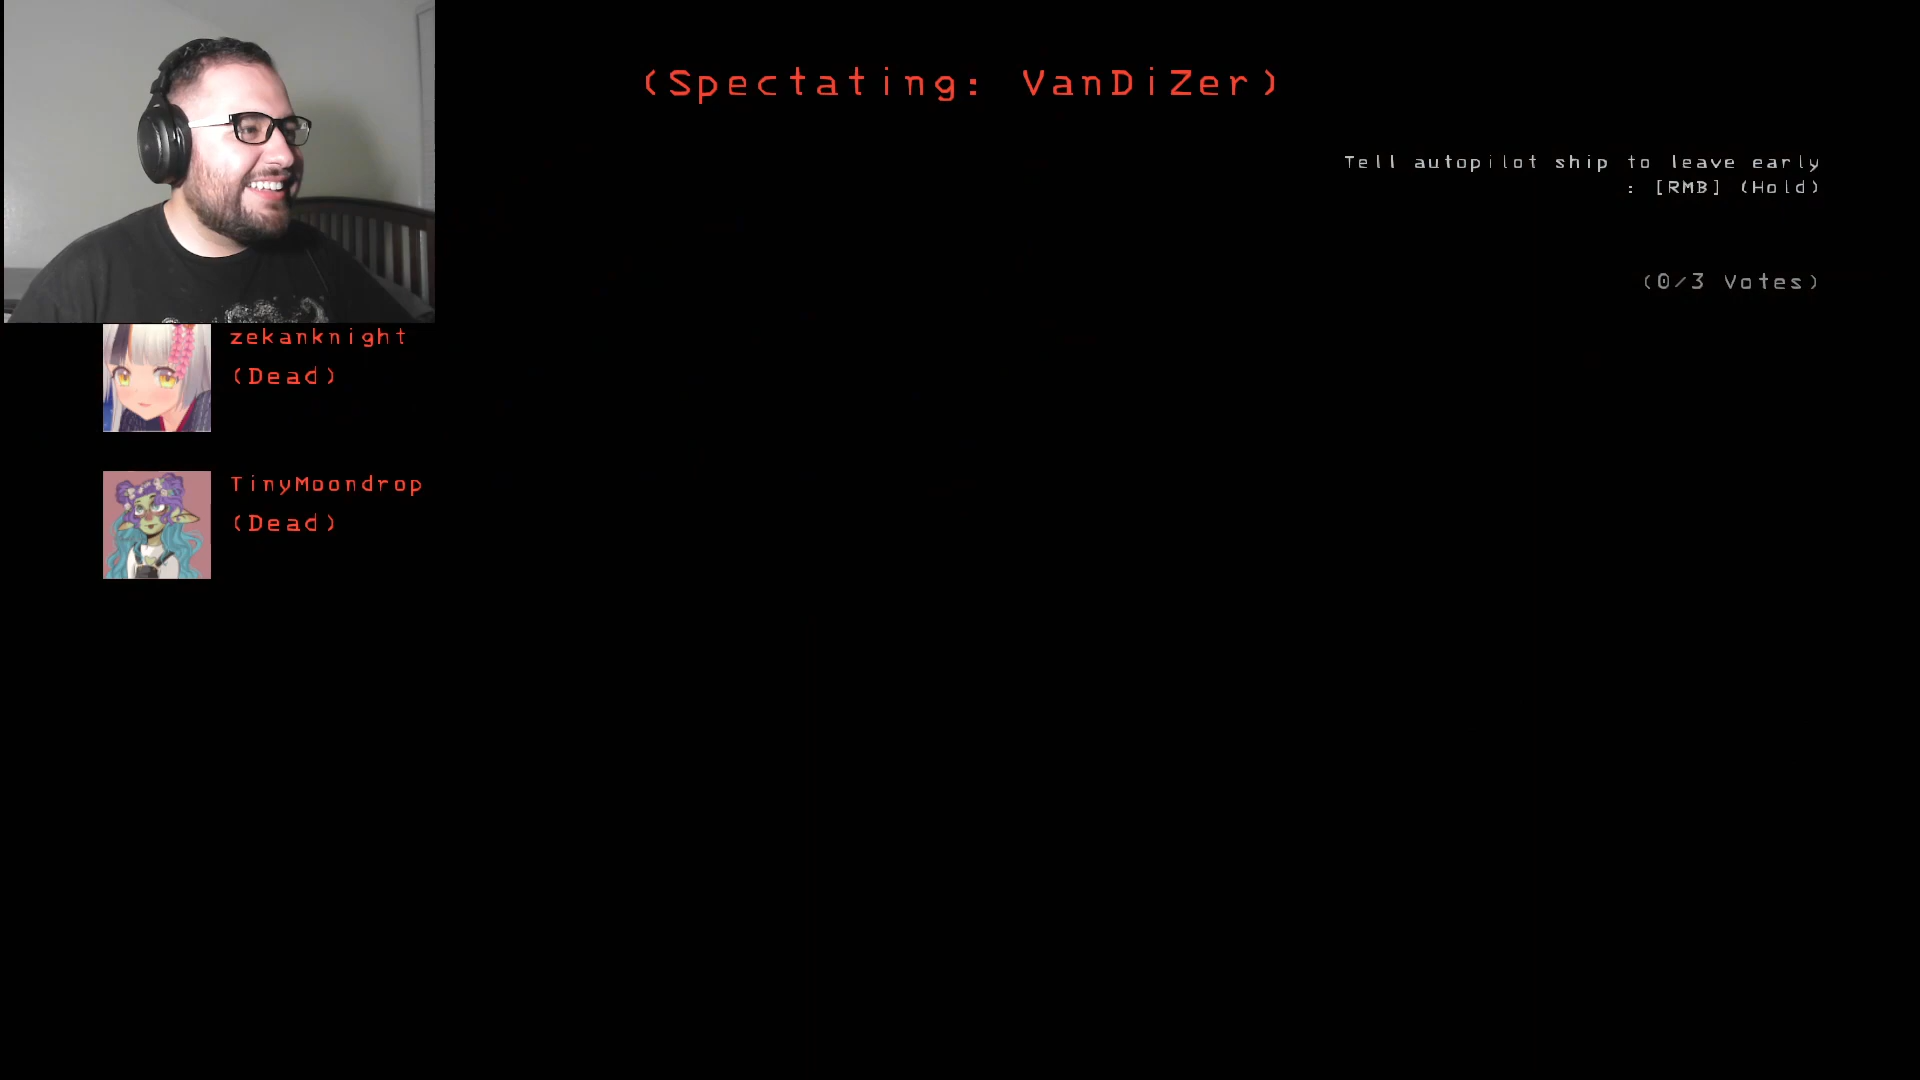 (Spectating: VanDiZer)
Tell autopilot ship to leave early
: [RMB] (Hold)
(0/3 Votes)
zekanknight
(Dead)
TinyMoondrop
(Dead)